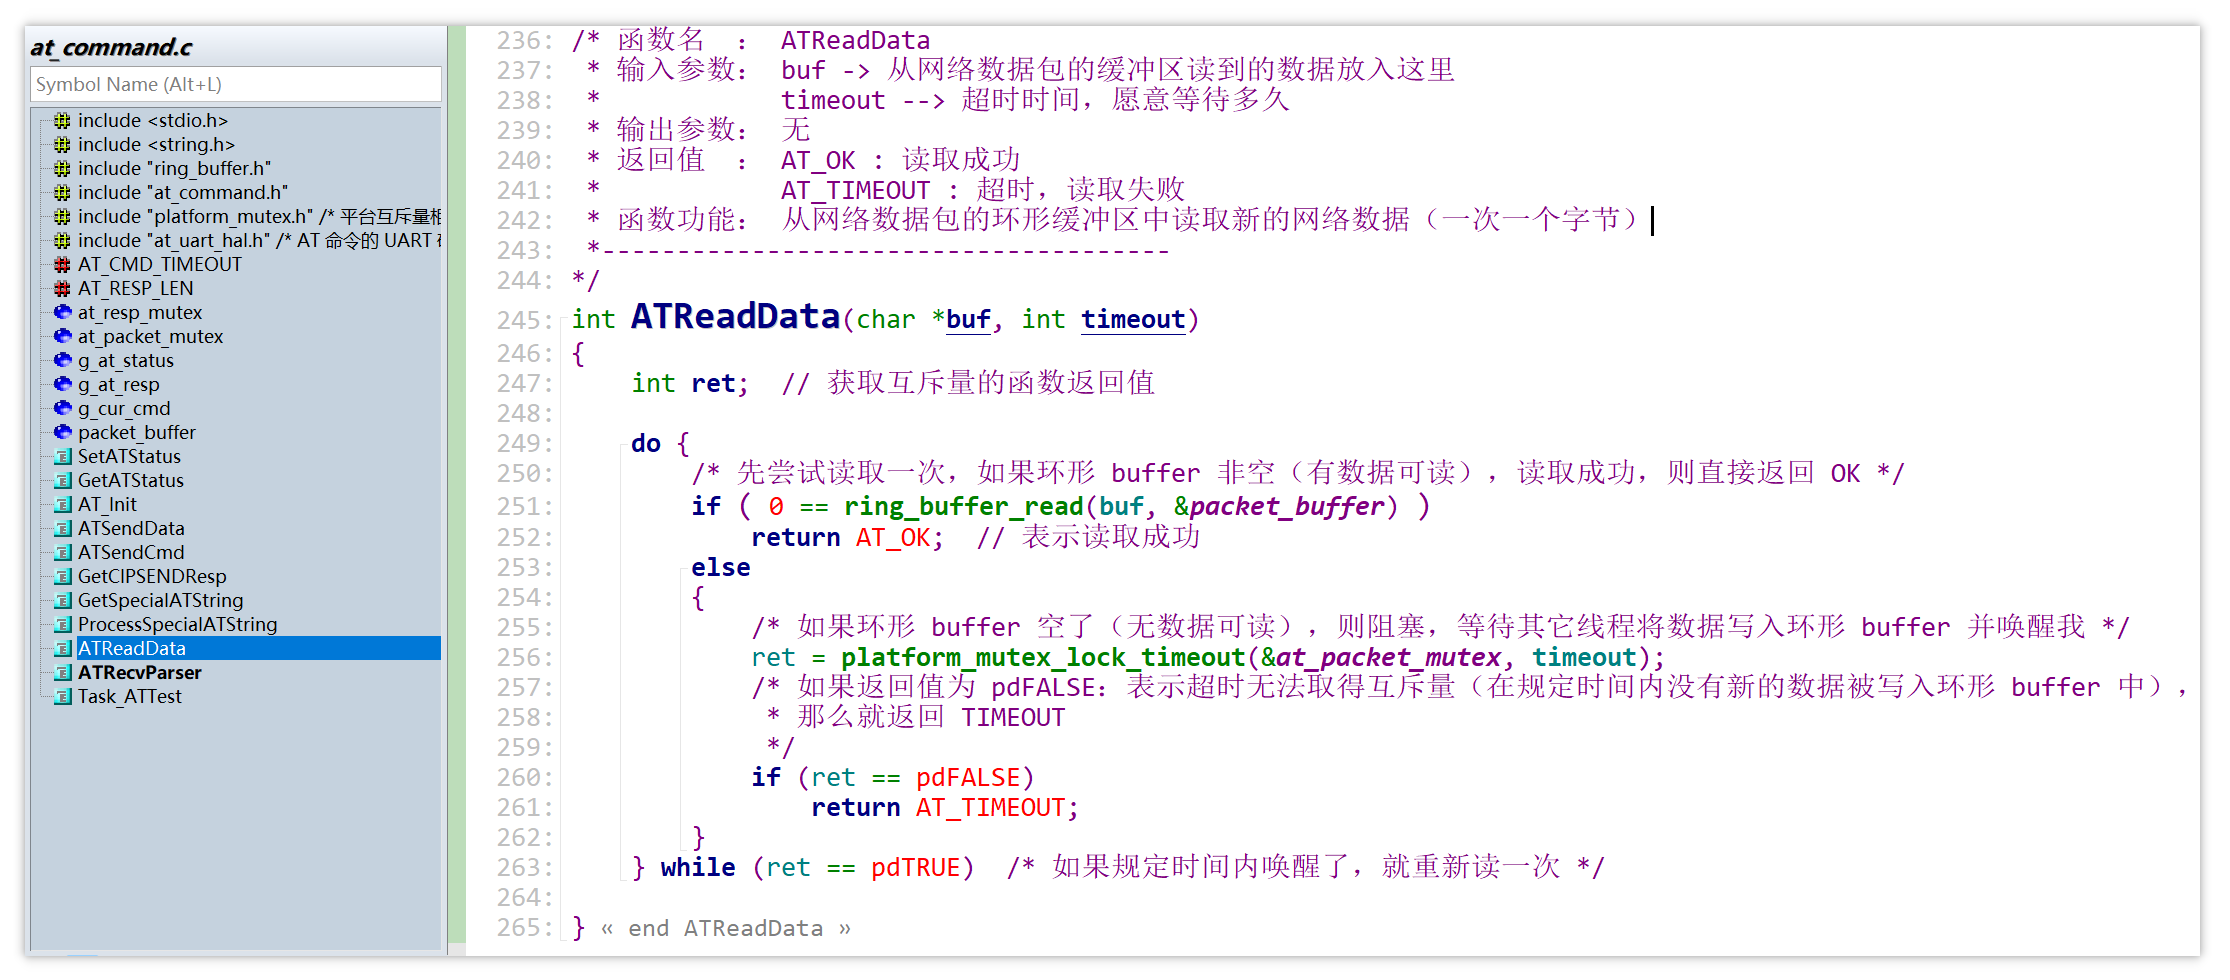 at_command.c
Symbol Name (Alt+L)
include <stdio.h>
include <string.h>
include "ring_buffer.h"
include "at_command.h"
include "platform_mutex.h" /* 平台互斥量相
include "at_uart_hal.h" /* AT 命令的 UART
AT_CMD_TIMEOUT
AT_RESP_LEN
at_resp_mutex
at_packet_mutex
g_at_status
g_at_resp
g_cur_cmd
packet_buffer
SetATStatus
GetATStatus
AT_Init
ATSendData
ATSendCmd
GetCIPSENDResp
GetSpecialATString
ProcessSpecialATString
ATReadData
ATRecvParser
Task_ATTest
236: /* 函数名  : ATReadData
237:  * 输入参数: buf -> 从网络数据包的缓冲区读到的数据放入这里
238:  *            timeout --> 超时时间，愿意等待多久
239:  * 输出参数: 无
240:  * 返回值  : AT_OK : 读取成功
241:  *            AT_TIMEOUT : 超时，读取失败
242:  * 函数功能: 从网络数据包的环形缓冲区中读取新的网络数据（一次一个字节）
243:  *--------------------------------------
244: */
245: int ATReadData(char *buf, int timeout)
246: {
247:     int ret;  // 获取互斥量的函数返回值
248:
249:     do {
250:         /* 先尝试读取一次，如果环形 buffer 非空（有数据可读），读取成功，则直接返回 OK */
251:         if ( 0 == ring_buffer_read(buf, &packet_buffer) )
252:             return AT_OK;  // 表示读取成功
253:         else
254:         {
255:             /* 如果环形 buffer 空了（无数据可读），则阻塞，等待其它线程将数据写入环形 buffer 并唤醒我 */
256:             ret = platform_mutex_lock_timeout(&at_packet_mutex, timeout);
257:             /* 如果返回值为 pdFALSE: 表示超时无法取得互斥量（在规定时间内没有新的数据被写入环形 buffer 中），
258:              * 那么就返回 TIMEOUT
259:              */
260:             if (ret == pdFALSE)
261:                 return AT_TIMEOUT;
262:         }
263:     } while (ret == pdTRUE)  /* 如果规定时间内唤醒了，就重新读一次 */
264:
265: } « end ATReadData »